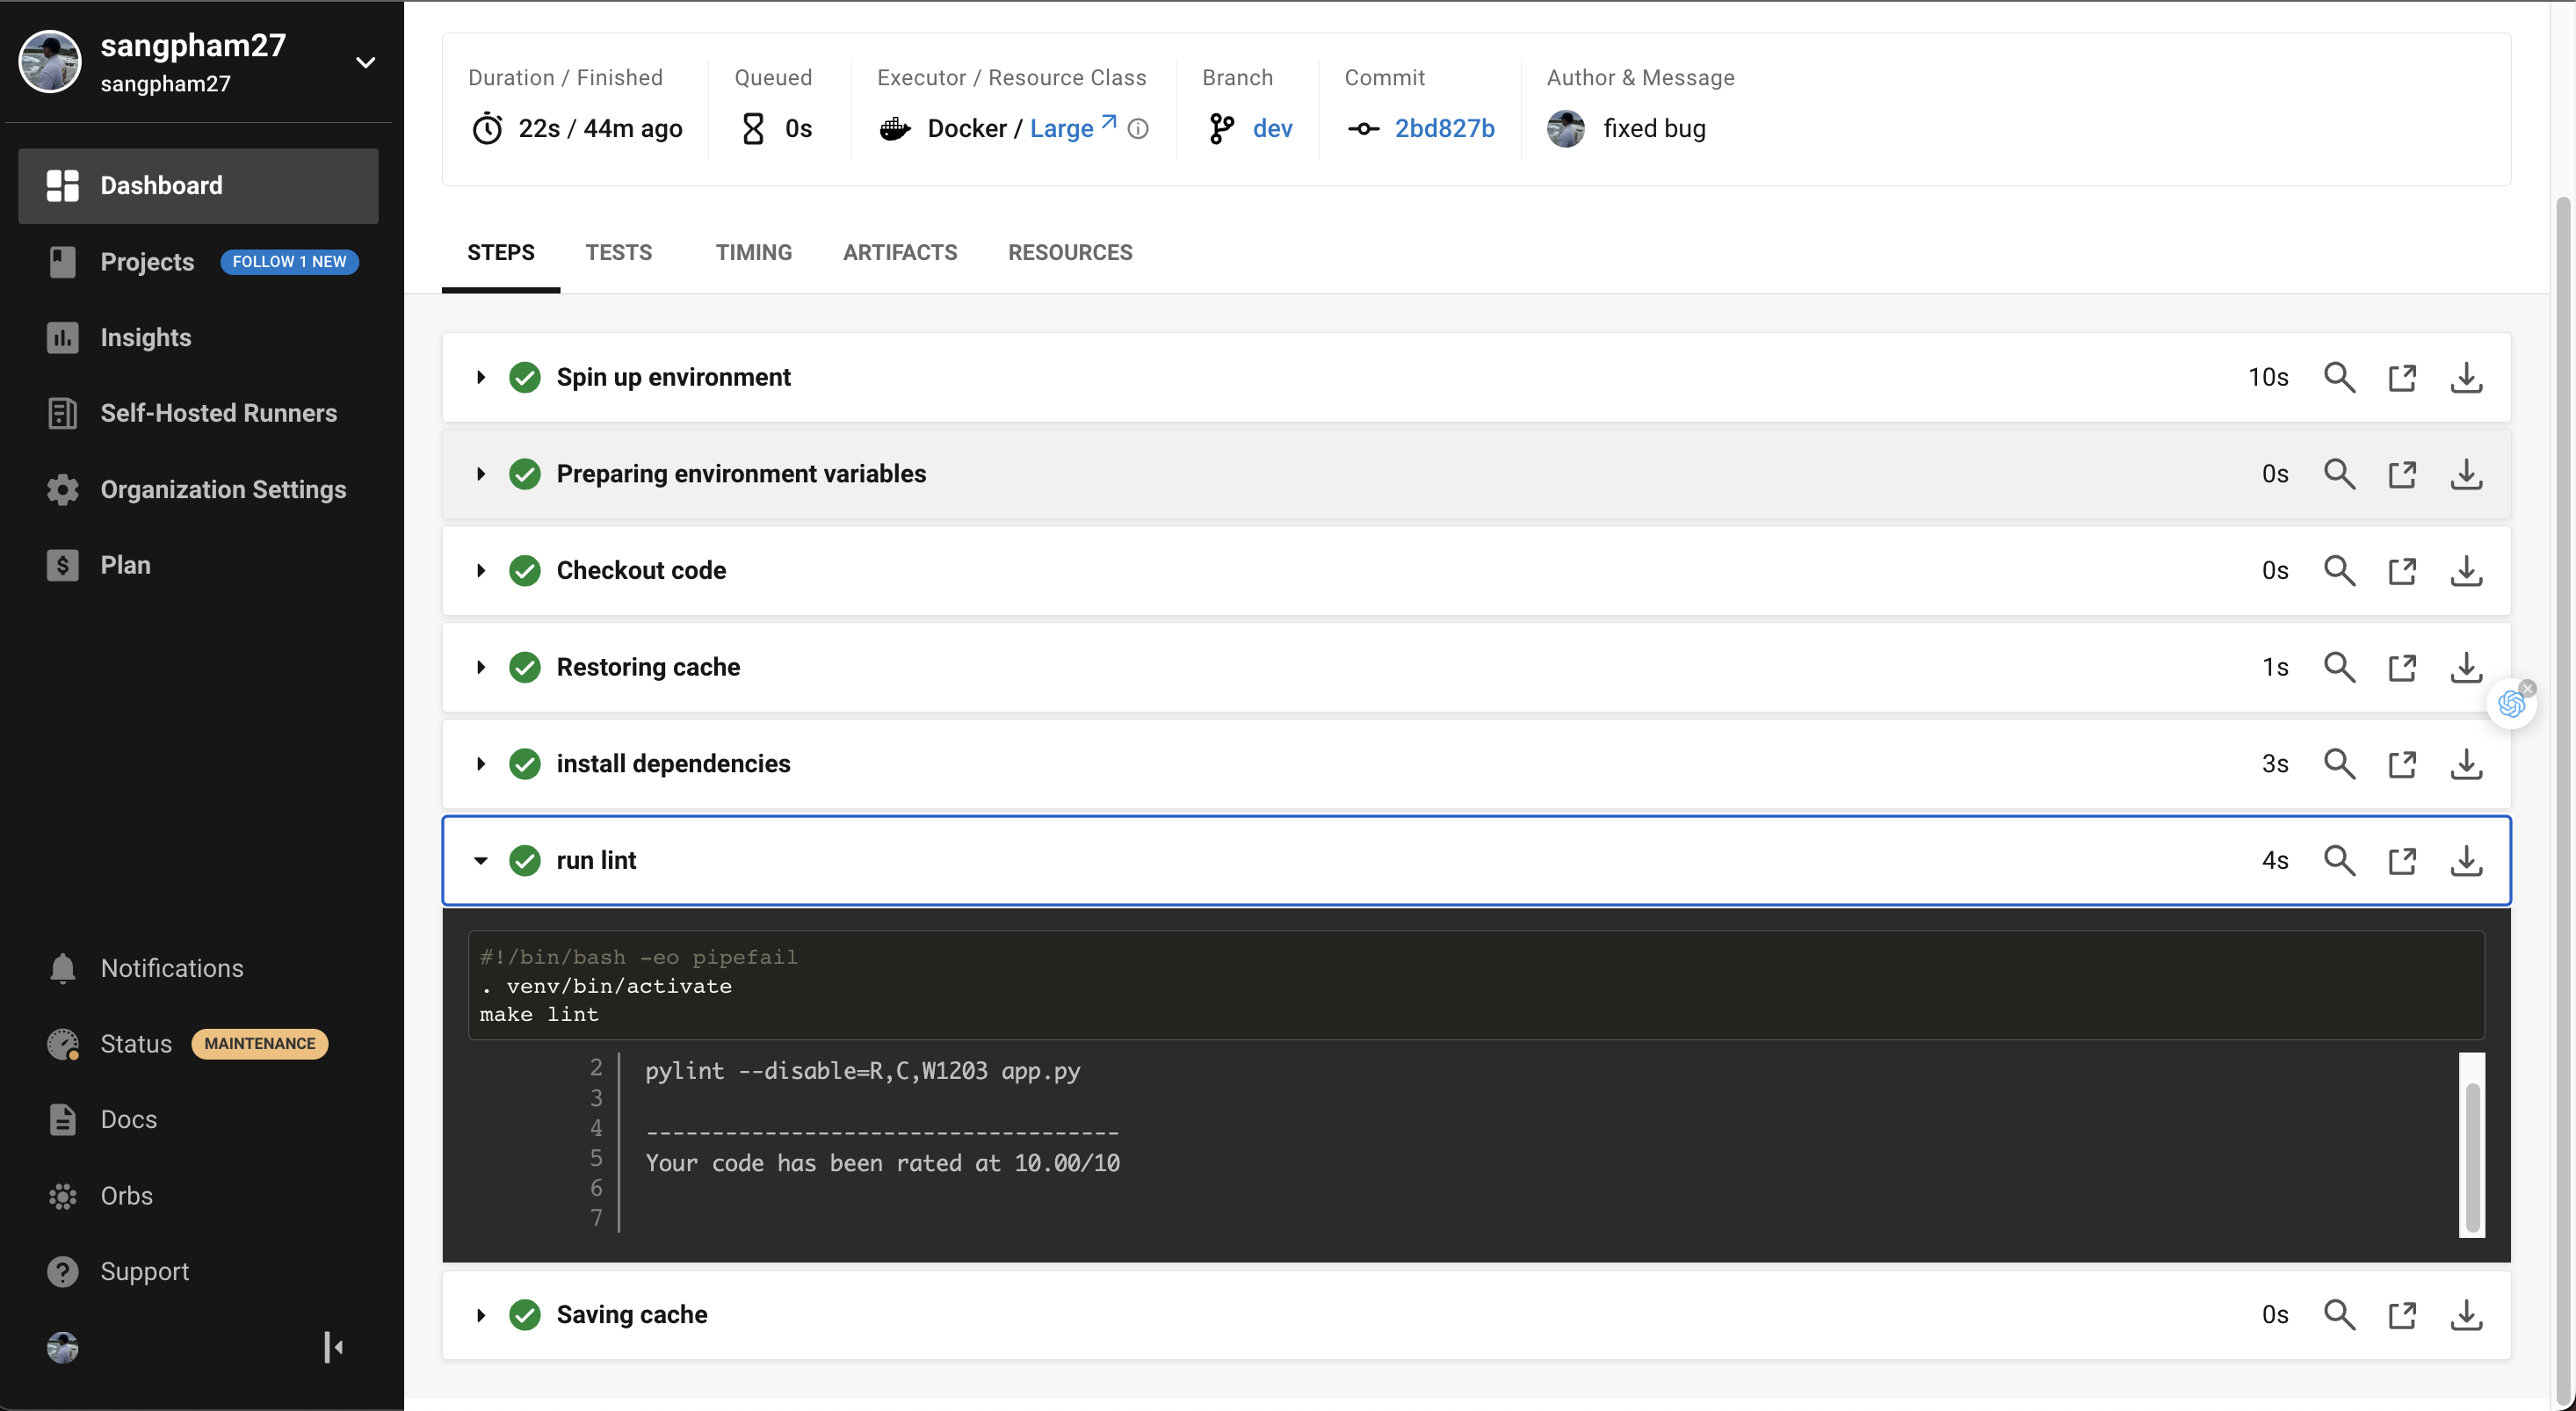 sangpham27
sangpham27
Dashboard
Projects FOLLOW 1 NEW
Insights
Self-Hosted Runners
Organization Settings
Plan
Notifications
Status MAINTENANCE
Docs
Orbs
Support
Duration / Finished
22s / 44m ago
Queued
0s
Executor / Resource Class
Docker / Large
Branch
dev
Commit
2bd827b
Author & Message
fixed bug
STEPS TESTS TIMING ARTIFACTS RESOURCES
Spin up environment 10s
Preparing environment variables 0s
Checkout code 0s
Restoring cache 1s
install dependencies 3s
run lint 4s
#!/bin/bash -eo pipefail
. venv/bin/activate
make lint
2 pylint --disable=R,C,W1203 app.py
3
4 ------------------------------------
5 Your code has been rated at 10.00/10
6
7
Saving cache 0s